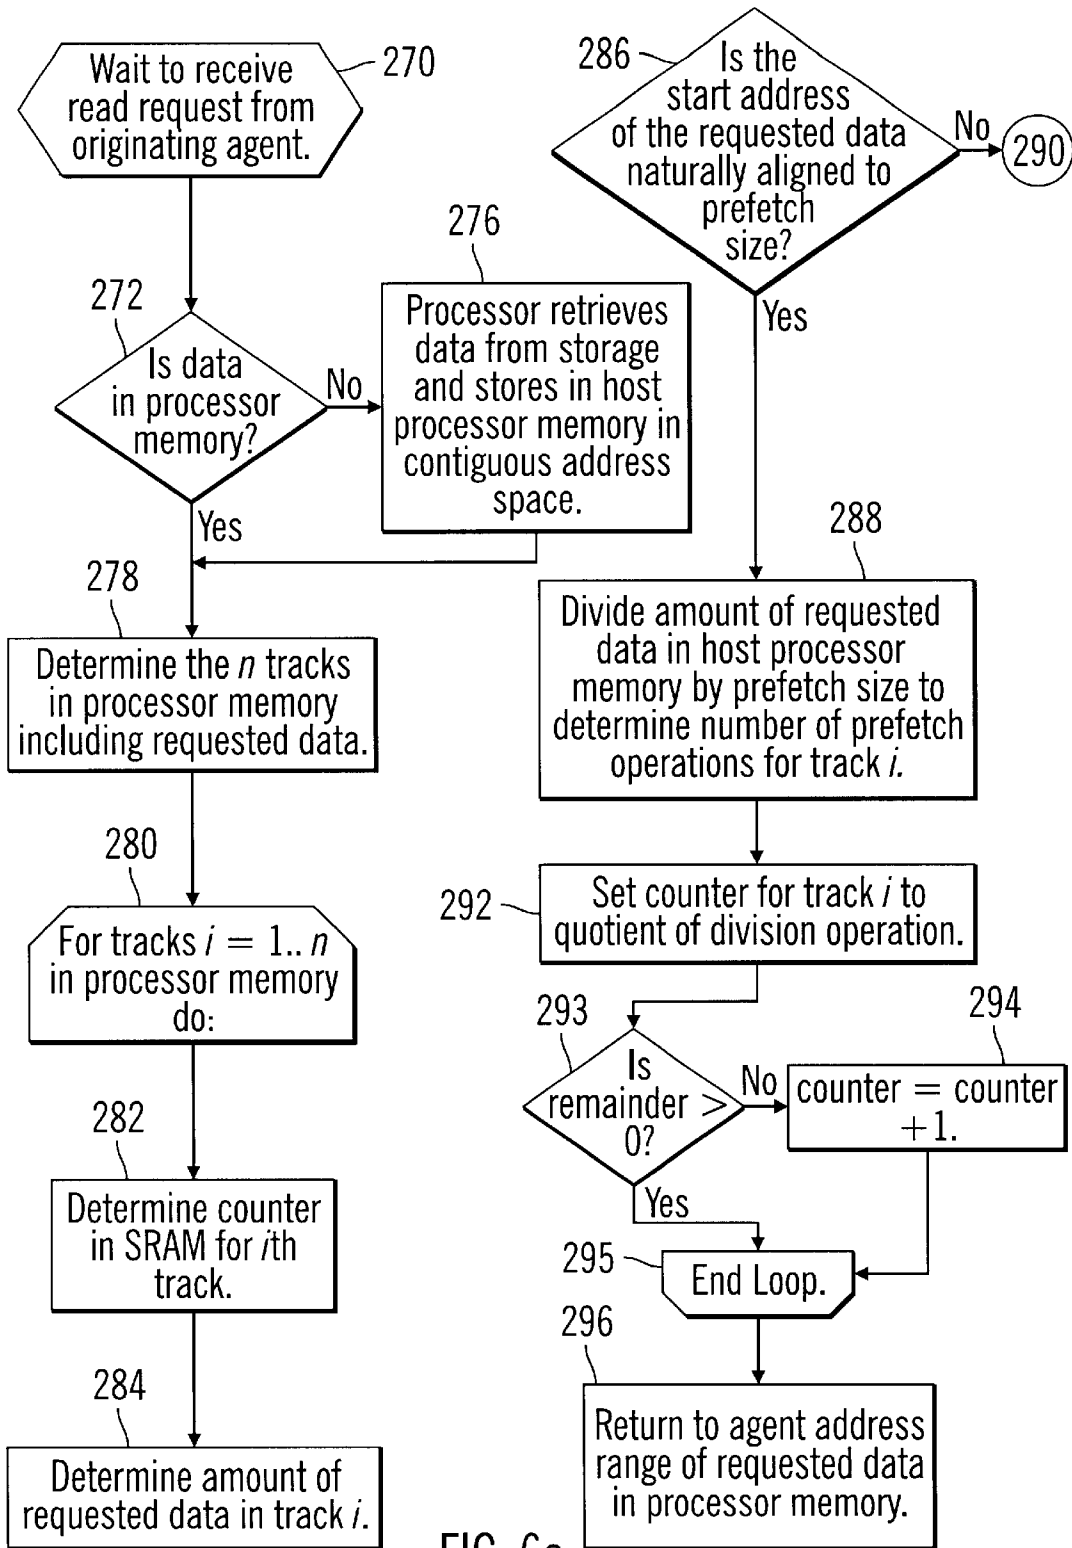 Wait to receive
read request from
originating agent.
270
272
Is data
in processor
memory?
No
Yes
276
Processor retrieves
data from storage
and stores in host
processor memory in
contiguous address
space.
278
Determine the n tracks
in processor memory
including requested data.
280
For tracks i = 1.. n
in processor memory
do:
282
Determine counter
in SRAM for ith
track.
284
Determine amount of
requested data in track i.
286
Is the
start address
of the requested data
naturally aligned to
prefetch
size?
No
290
Yes
288
Divide amount of requested
data in host processor
memory by prefetch size to
determine number of prefetch
operations for track i.
292
Set counter for track i to
quotient of division operation.
293
Is
remainder >
0?
No
Yes
294
counter = counter
+1.
295
End Loop.
296
Return to agent address
range of requested data
in processor memory.